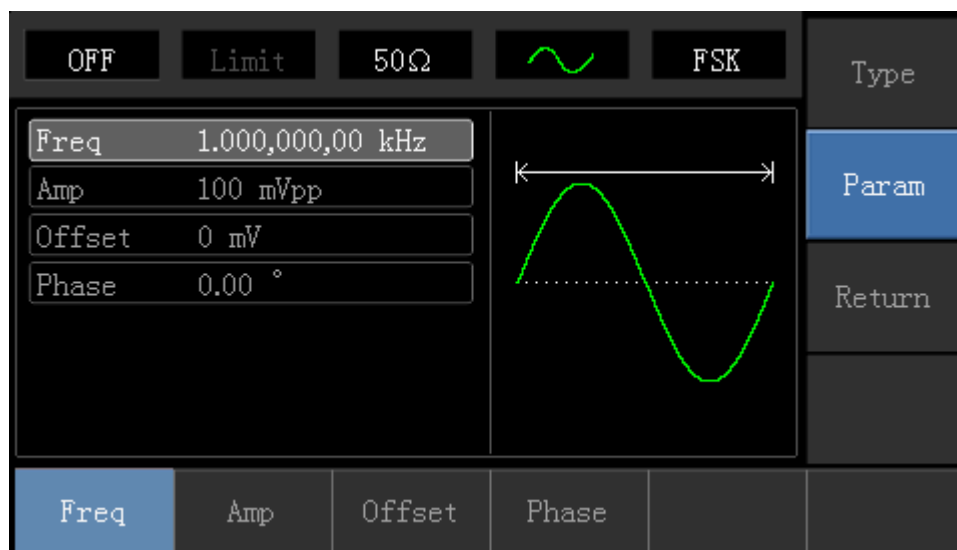 OFF Limit 50Ω FSK
Type
Freq 1.000,000,00 kHz
Amp 100 mVpp
Param
Offset 0 mV
Phase 0.00 °
Return
Freq Amp Offset Phase